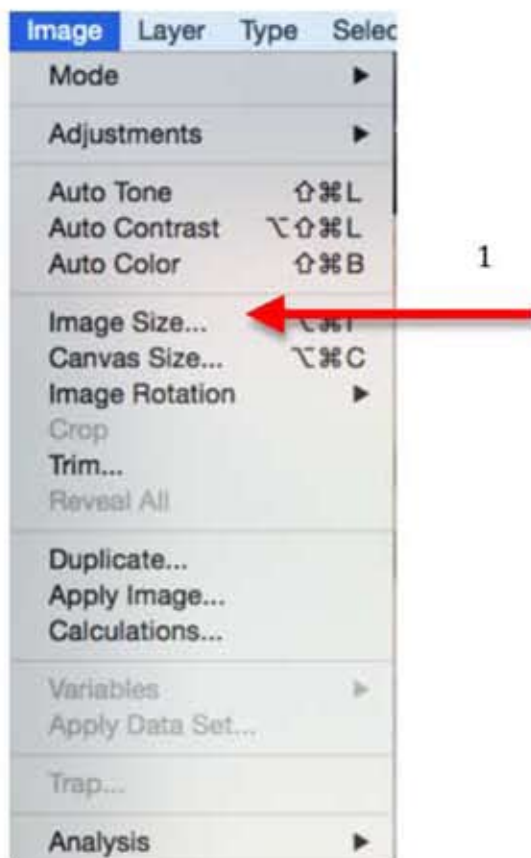 Image Layer Type Selec
Mode ▶
Adjustments ▶
Auto Tone ⇧⌘L
Auto Contrast ⌥⇧⌘L
Auto Color ⇧⌘B
1
Image Size... ⌥⌘I
Canvas Size... ⌥⌘C
Image Rotation ▶
Crop
Trim...
Reveal All
Duplicate...
Apply Image...
Calculations...
Variables ▶
Apply Data Set...
Trap...
Analysis ▶